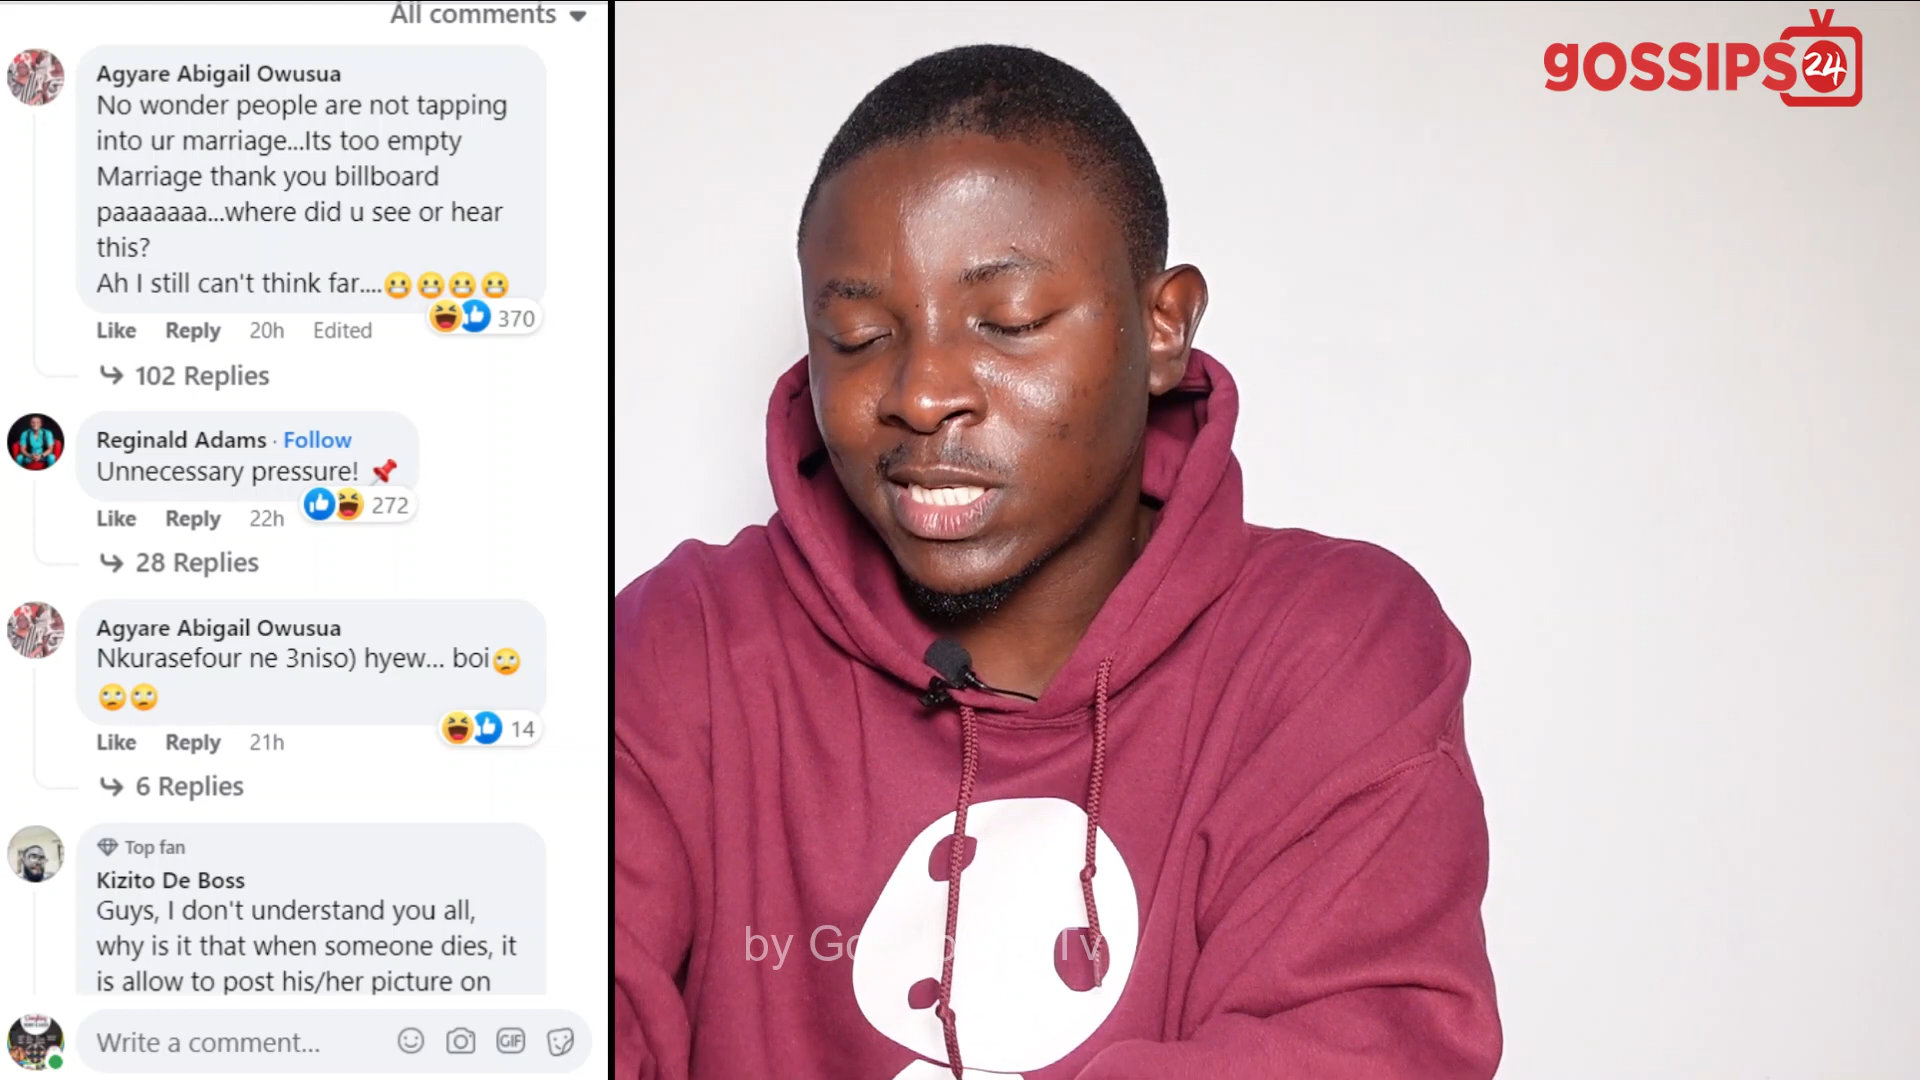 All comments
Agyare Abigail Owusua
No wonder people are not tapping
into ur marriage...Its too empty
Marriage thank you billboard
paaaaaaa...where did u see or hear
this?
Ah I still can't think far....😬😬😬😬
370
Like Reply 20h Edited
102 Replies
Reginald Adams · Follow
Unnecessary pressure! 📌
272
Like Reply 22h
28 Replies
Agyare Abigail Owusua
Nkurasefour ne 3niso) hyew... boi🙄
🙄🙄
14
Like Reply 21h
6 Replies
Top fan
Kizito De Boss
Guys, I don't understand you all,
why is it that when someone dies, it
is allow to post his/her picture on
Write a comment...
GIF
gOSSIPS24
by Tv